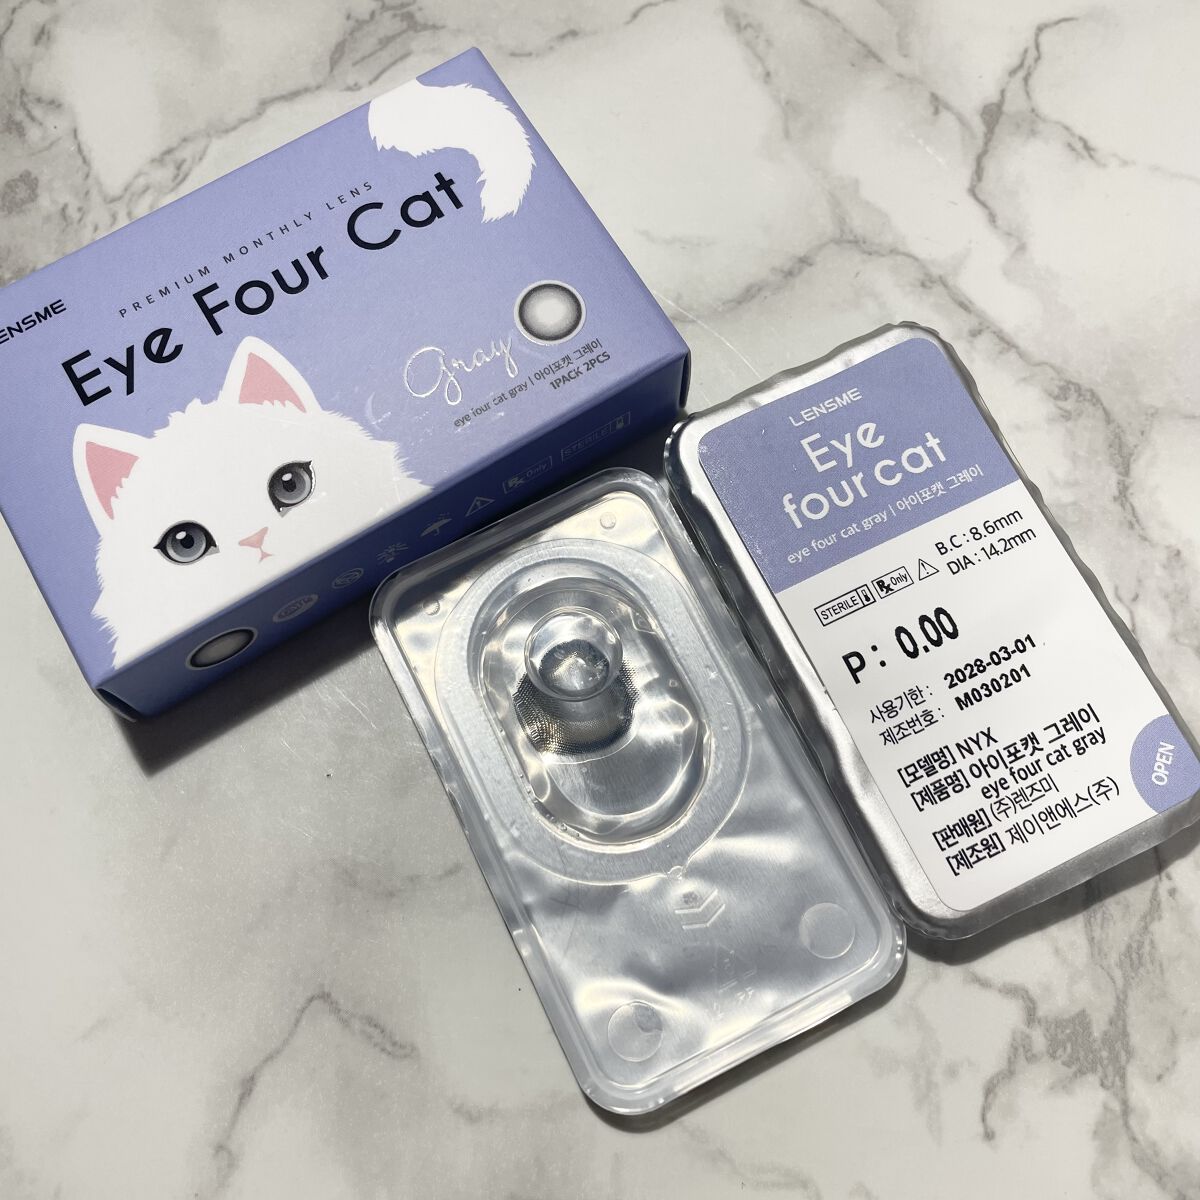 LENSME
PREMIUM MONTHLY LENS
Eye Four Cat
gray
eye four cat gray | 아이포캣 그레이
1PACK 2PCS
Rx Only
STERILE
LENSME
Eye
four cat
eye four cat gray | 아이포캣 그레이
STERILE
Rx Only
B.C : 8.6mm
DIA : 14.2mm
P : 0.00
사용기한 : 2028-03-01
제조번호 : M030201
[모델명] NYX
[제품명] 아이포캣 그레이
eye four cat gray
[판매원] (주)렌즈미
[제조원] 제이앤에스(주)
OPEN